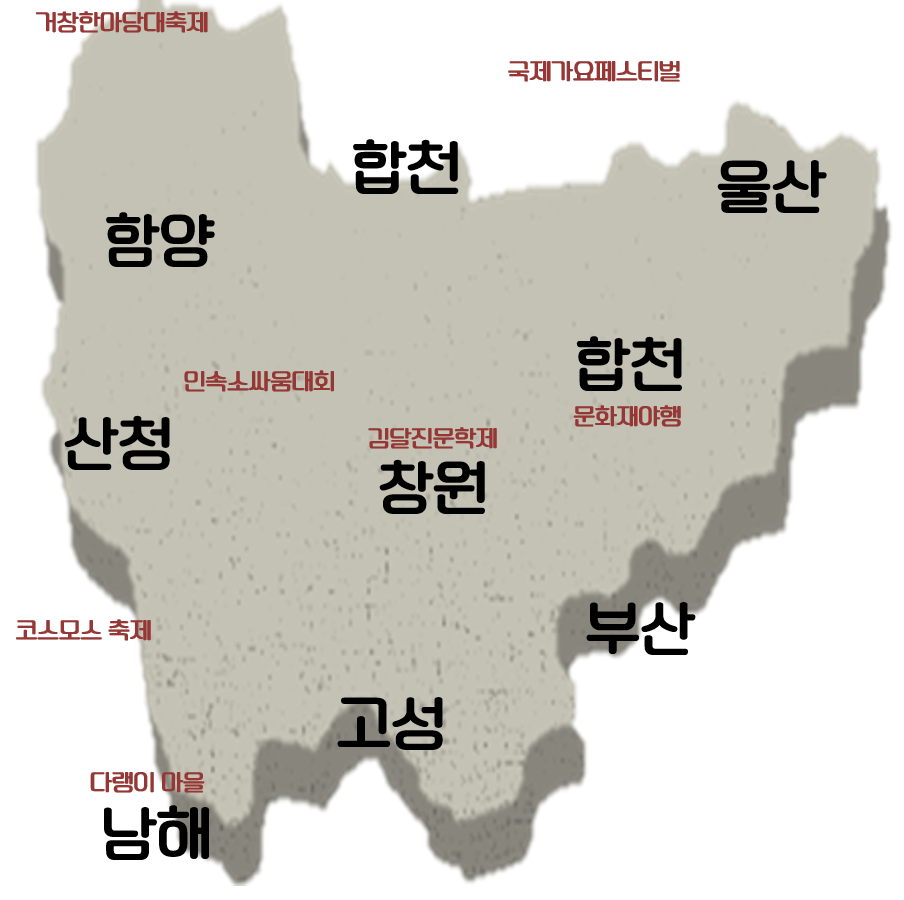 거창한마당대축제
국제가요페스티벌
합천
울산
함양
합천
민속소싸움대회
문화재야행
산청
김달진문학제
창원
코스모스 축제
부산
고성
다랭이 마을
남해